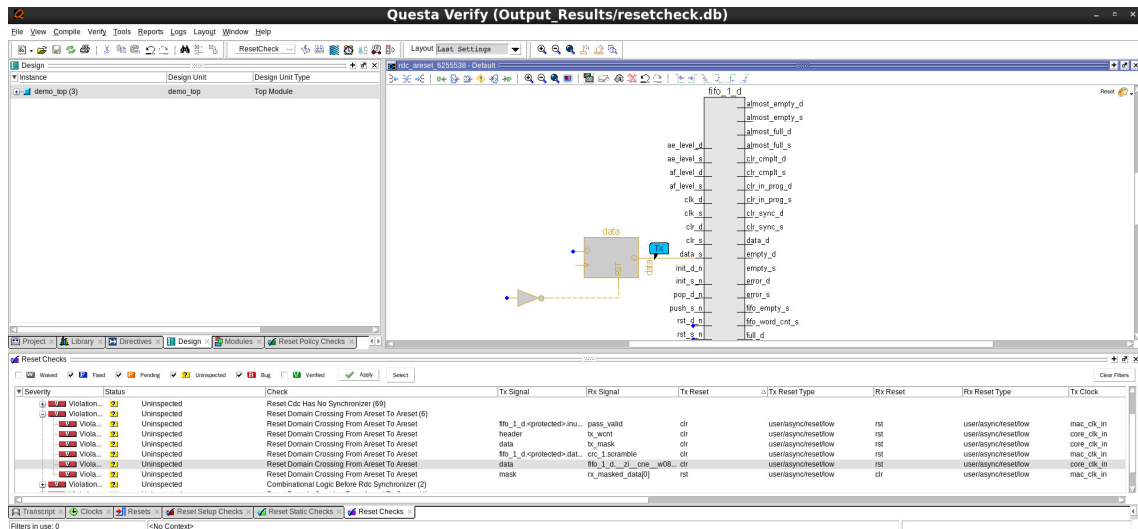 Questa Verify (Output_Results/resetcheck.db)
File View Compile Verify Tools Reports Logs Layout Window Help
ResetCheck Layout Last Settings
Design
Instance Design Unit Design Unit Type
demo_top (3) demo_top Top Module
Project Library Directives Design Modules Reset Policy Checks
rdc_areset_6255538 - Default
Reset
fifo_1_d
almost_empty_d
almost_empty_s
almost_full_d
ae_level_d almost_full_s
ae_level_s clr_cmplt_d
af_level_d clr_cmplt_s
af_level_s clr_in_prog_d
clk_d clr_in_prog_s
clk_s clr_sync_d
clr_d clr_sync_s
data TX clr_s data_d
D Q data data_s empty_d
RST init_d_n empty_s
init_s_n error_d
pop_d_n error_s
push_s_n fifo_empty_s
rst_d_n fifo_word_cnt_s
rst_s_n full_d
Reset Checks
Waived Fixed Pending Uninspected Bug Verified Apply Select Clear Filters
Severity Status Check Tx Signal Rx Signal Tx Reset Tx Reset Type Rx Reset Rx Reset Type Tx Clock
Violation... Uninspected Reset Cdc Has No Synchronizer (69)
Violation... Uninspected Reset Domain Crossing From Areset To Areset (6)
Viola... Uninspected Reset Domain Crossing From Areset To Areset fifo_1_d.<protected>.inu... pass_valid clr user/async/reset/low rst user/async/reset/low mac_clk_in
Viola... Uninspected Reset Domain Crossing From Areset To Areset header tx_wcnt clr user/async/reset/low rst user/async/reset/low core_clk_in
Viola... Uninspected Reset Domain Crossing From Areset To Areset data tx_mask clr user/async/reset/low rst user/async/reset/low core_clk_in
Viola... Uninspected Reset Domain Crossing From Areset To Areset fifo_1_d.<protected>.dat... crc_1.scramble clr user/async/reset/low rst user/async/reset/low mac_clk_in
Viola... Uninspected Reset Domain Crossing From Areset To Areset data fifo_1_d.__zi__cne__w08... clr user/async/reset/low rst user/async/reset/low core_clk_in
Viola... Uninspected Reset Domain Crossing From Areset To Areset mask rx_masked_data[0] rst user/async/reset/low clr user/async/reset/low mac_clk_in
Violation... Uninspected Combinational Logic Before Rdc Synchronizer (2)
Transcript Clocks Resets Reset Setup Checks Reset Static Checks Reset Checks
Filters in use: 0 <No Context>